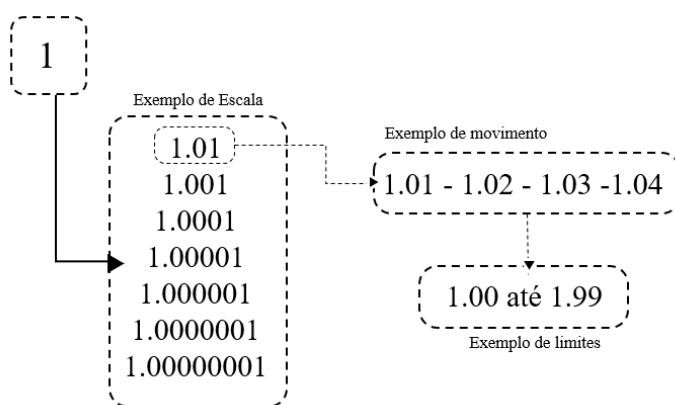 1
Exemplo de Escala
1.01
1.001
1.0001
1.00001
1.000001
1.0000001
1.00000001
Exemplo de movimento
1.01 - 1.02 - 1.03 -1.04
1.00 até 1.99
Exemplo de limites